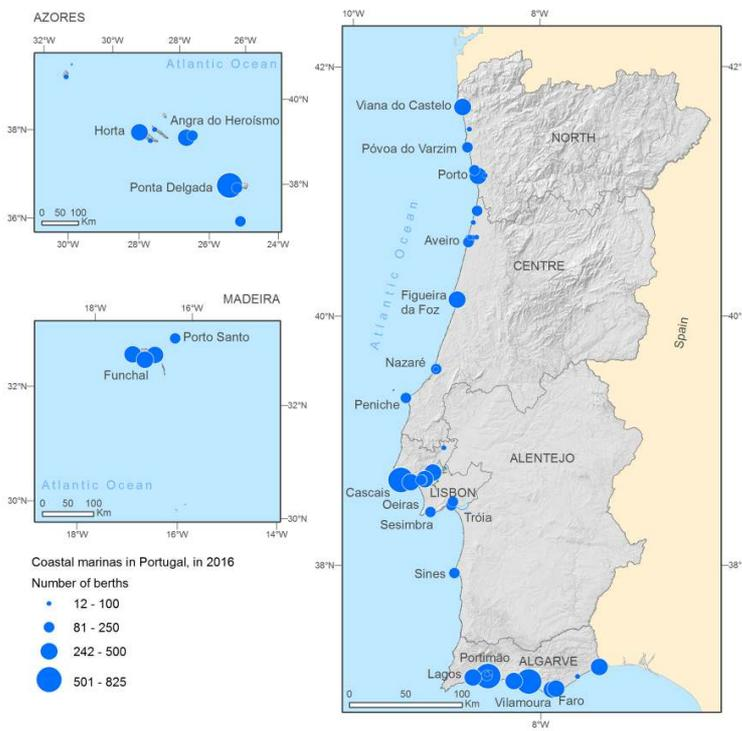 AZORES
32°W
29°W
27°W
26°W
Atlantic Ocean
40°N
38°N
Horta
Angra do Heroísmo
Ponta Delgada
38°N
36°N
0 50 100
Km
30°W
28°W
26°W
24°W
18°W
16°W
MADEIRA
Porto Santo
Funchal
32°N
32°N
Atlantic Ocean
30°N
0 50 100
Km
30°N
18°W
16°W
14°W
Coastal marinas in Portugal, in 2016
Number of berths
12 - 100
81 - 250
242 - 500
501 - 825
10°W
8°W
42°N
42°
Viana do Castelo
NORTH
Póvoa do Varzim
Porto
Atlantic Ocean
Aveiro
CENTRE
Figueira
da Foz
40°N
40°
Spain
Nazaré
Peniche
ALENTEJO
Cascais
LISBON
Oeiras
Tróia
Sesimbra
38°N
38°
Sines
Portimão
ALGARVE
Lagos
Vilamoura
Faro
0 50 100
Km
8°W